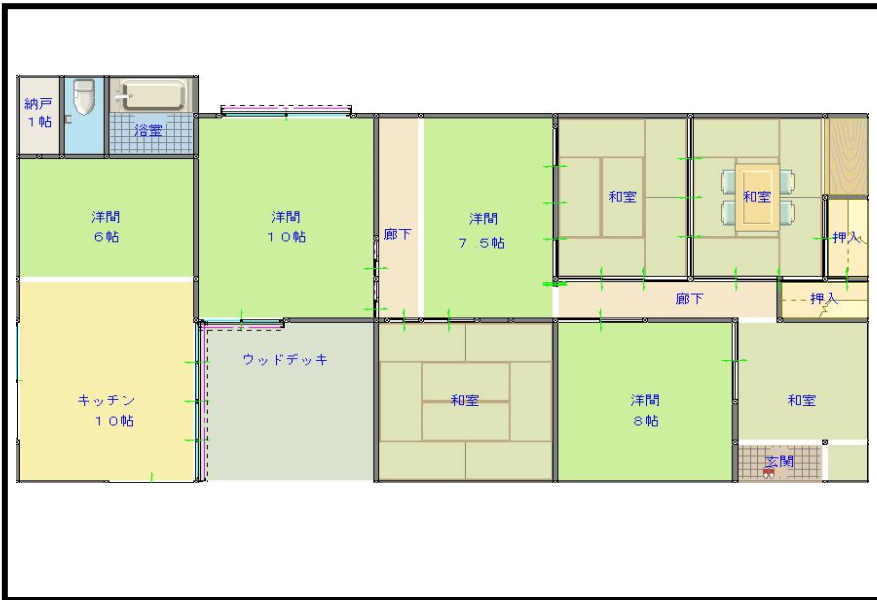 納戸
1帖
浴室
洋間
6帖
洋間
10帖
廊下
洋間
7.5帖
和室
和室
押入
廊下
押入
ウッドデッキ
キッチン
10帖
和室
洋間
8帖
和室
玄関